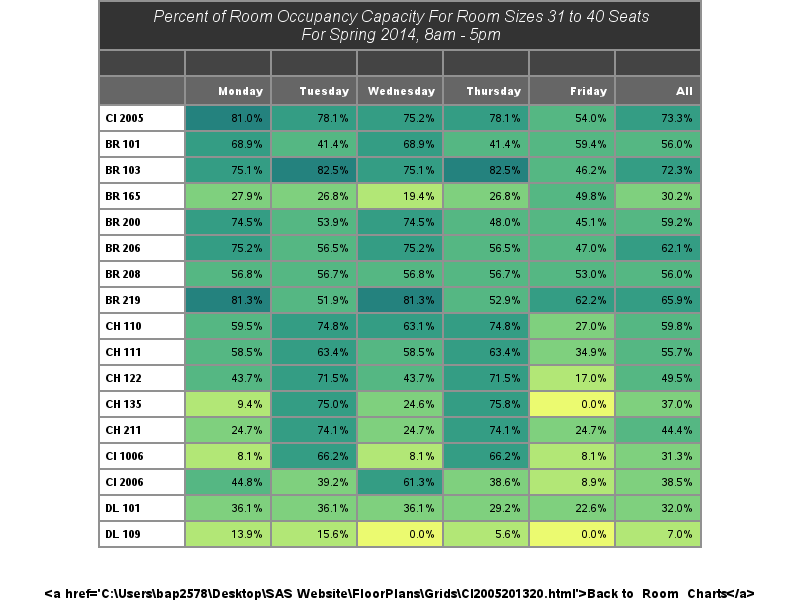 Percent of Room Occupancy Capacity For Room Sizes 31 to 40 Seats
For Spring 2014, 8am - 5pm
Monday Tuesday Wednesday Thursday Friday All
CI 2005 81.0% 78.1% 75.2% 78.1% 54.0% 73.3%
BR 101 68.9% 41.4% 68.9% 41.4% 59.4% 56.0%
BR 103 75.1% 82.5% 75.1% 82.5% 46.2% 72.3%
BR 165 27.9% 26.8% 19.4% 26.8% 49.8% 30.2%
BR 200 74.5% 53.9% 74.5% 48.0% 45.1% 59.2%
BR 206 75.2% 56.5% 75.2% 56.5% 47.0% 62.1%
BR 208 56.8% 56.7% 56.8% 56.7% 53.0% 56.0%
BR 219 81.3% 51.9% 81.3% 52.9% 62.2% 65.9%
CH 110 59.5% 74.8% 63.1% 74.8% 27.0% 59.8%
CH 111 58.5% 63.4% 58.5% 63.4% 34.9% 55.7%
CH 122 43.7% 71.5% 43.7% 71.5% 17.0% 49.5%
CH 135 9.4% 75.0% 24.6% 75.8% 0.0% 37.0%
CH 211 24.7% 74.1% 24.7% 74.1% 24.7% 44.4%
CI 1006 8.1% 66.2% 8.1% 66.2% 8.1% 31.3%
CI 2006 44.8% 39.2% 61.3% 38.6% 8.9% 38.5%
DL 101 36.1% 36.1% 36.1% 29.2% 22.6% 32.0%
DL 109 13.9% 15.6% 0.0% 5.6% 0.0% 7.0%
<a href='C:\Users\bap2578\Desktop\SAS Website\FloorPlans\Grids\CI2005201320.html'>Back to Room Charts</a>